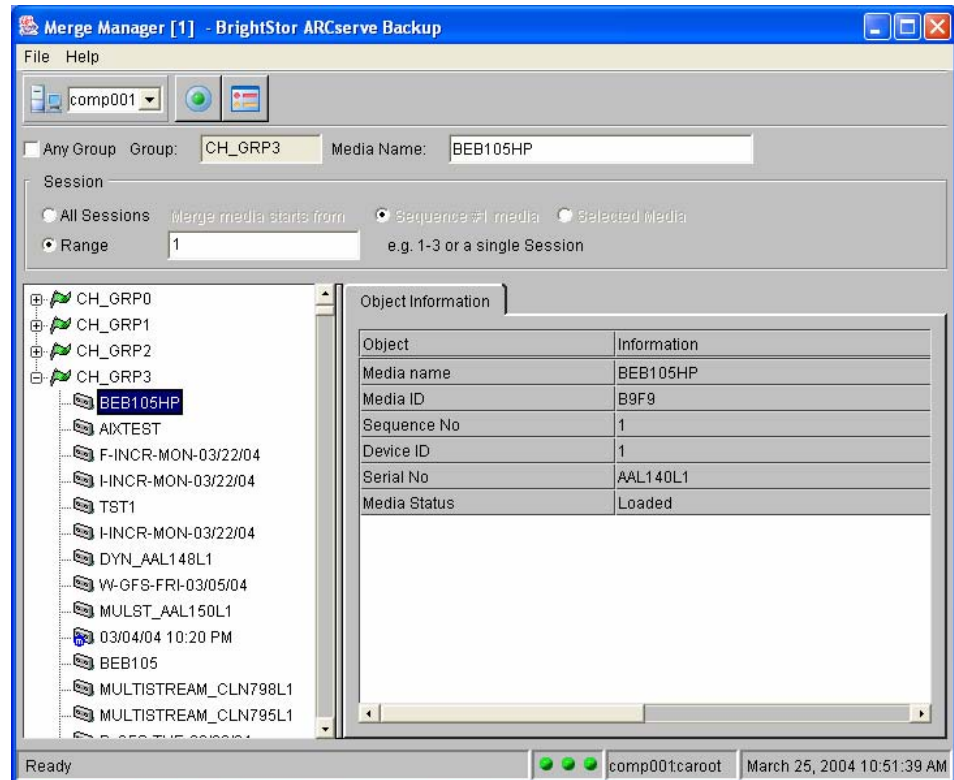 Merge Manager [1] - BrightStor ARCserve Backup
File Help
comp001
Any Group Group: CH_GRP3 Media Name: BEB105HP
Session
All Sessions Merge media starts from Sequence #1 media Selected Media
Range 1 e.g. 1-3 or a single Session
CH_GRP0
CH_GRP1
CH_GRP2
CH_GRP3
BEB105HP
AIXTEST
F-INCR-MON-03/22/04
I-INCR-MON-03/22/04
TST1
I-INCR-MON-03/22/04
DYN_AAL148L1
W-GFS-FRI-03/05/04
MULST_AAL150L1
03/04/04 10:20 PM
BEB105
MULTISTREAM_CLN798L1
MULTISTREAM_CLN795L1
Object Information
Object Information
Media name BEB105HP
Media ID B9F9
Sequence No 1
Device ID 1
Serial No AAL140L1
Media Status Loaded
Ready comp001:caroot March 25, 2004 10:51:39 AM